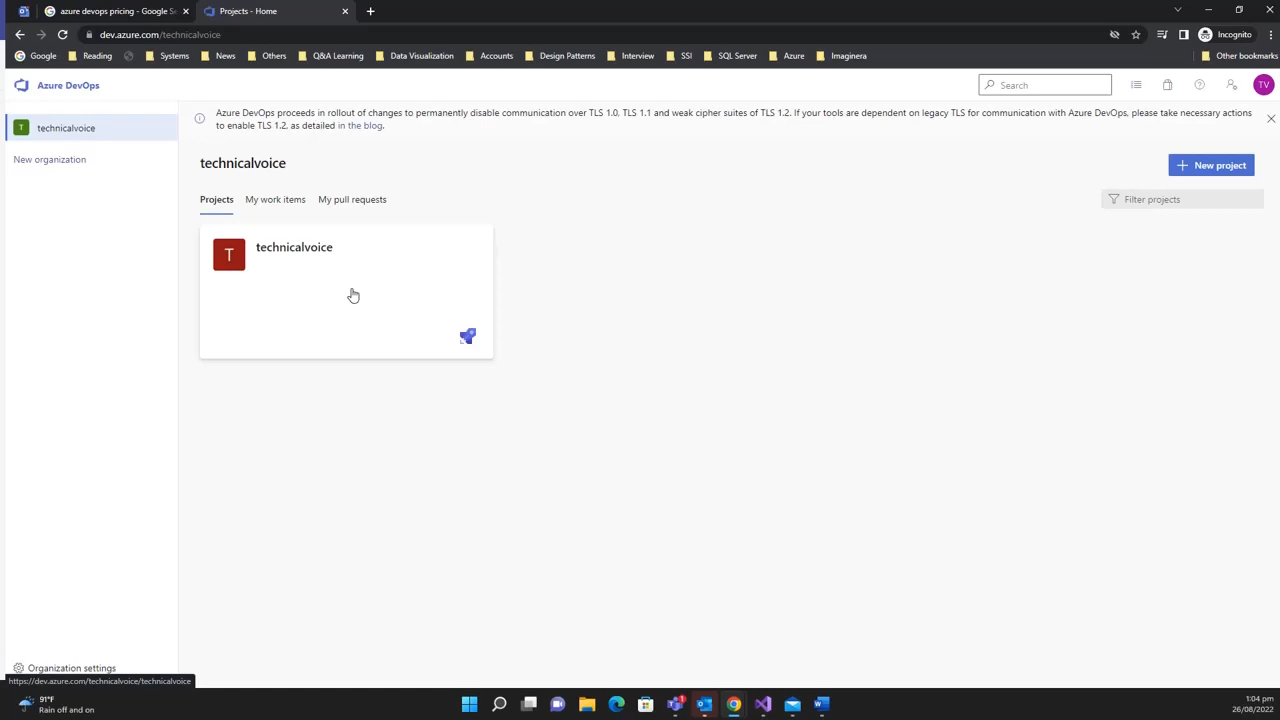 azure devops pricing - Google Se
Projects - Home
dev.azure.com/technicalvoice
Incognito
Google
Reading
Systems
News
Others
Q&A Learning
Data Visualization
Accounts
Design Patterns
Interview
SSI
SQL Server
Azure
Imaginera
Other bookmarks
Azure DevOps
Search
TV
T
technicalvoice
New organization
Azure DevOps proceeds in rollout of changes to permanently disable communication over TLS 1.0, TLS 1.1 and weak cipher suites of TLS 1.2. If your tools are dependent on legacy TLS for communication with Azure DevOps, please take necessary actions
to enable TLS 1.2, as detailed in the blog.
technicalvoice
New project
Projects
My work items
My pull requests
Filter projects
T
technicalvoice
Organization settings
https://dev.azure.com/technicalvoice/technicalvoice
91°F
Rain off and on
1:04 pm
26/08/2022